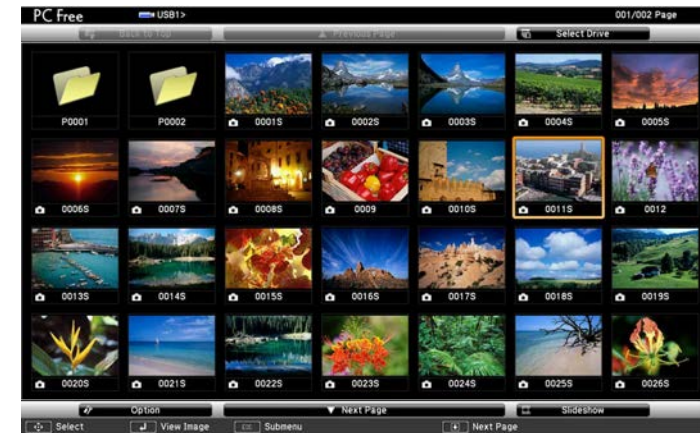 PC Free USB1> 001/002 Page
Back to Top Previous Page Select Drive
P0001 P0002 0001S 0002S 0003S 0004S 0005S
0006S 0007S 0008S 0009 0010S 0011S 0012
0013S 0014S 0015S 0016S 0017S 0018S 0019S
0020S 0021S 0022S 0023S 0024S 0025S 0026S
Option Next Page Slideshow
Select View Image Esc Submenu Next Page